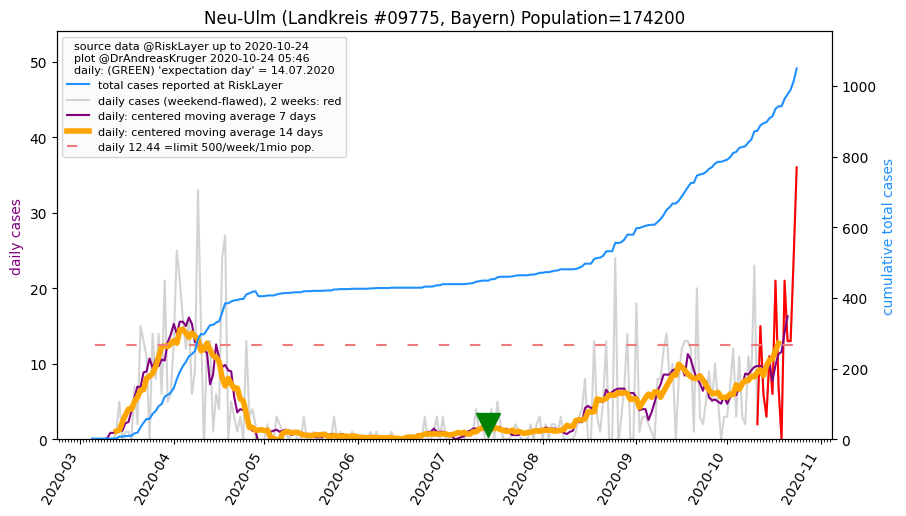 Neu-Ulm (Landkreis #09775, Bayern) Population=174200
source data @RiskLayer up to 2020-10-24
plot @DrAndreasKruger 2020-10-24 05:46
daily: (GREEN) 'expectation day' = 14.07.2020
total cases reported at RiskLayer
daily cases (weekend-flawed), 2 weeks: red
daily: centered moving average 7 days
daily: centered moving average 14 days
daily 12.44 =limit 500/week/1mio pop.
daily cases
50
40
30
20
10
0
cumulative total cases
1000
800
600
400
200
0
2020-03
2020-04
2020-05
2020-06
2020-07
2020-08
2020-09
2020-10
2020-11